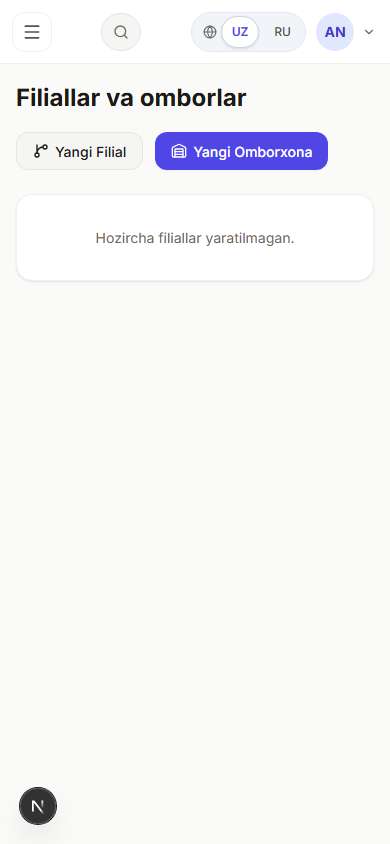 UZ RU AN
Filiallar va omborlar
Yangi Filial Yangi Omborxona
Hozircha filiallar yaratilmagan.
N